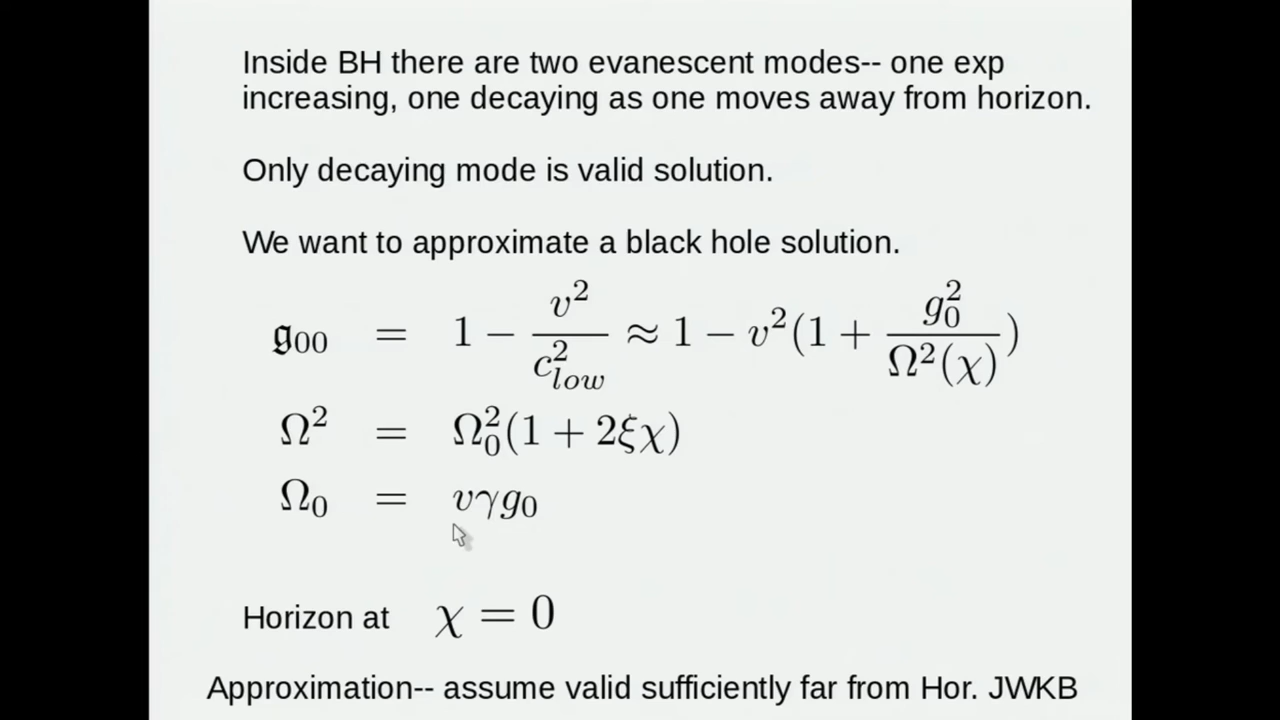 Inside BH there are two evanescent modes-- one exp
increasing, one decaying as one moves away from horizon.
Only decaying mode is valid solution.
We want to approximate a black hole solution.
𝔤₀₀ = 1 − v²/c²_low ≈ 1 − v²(1 + g₀²/Ω²(χ))
Ω² = Ω₀²(1 + 2ξχ)
Ω₀ = vγg₀
Horizon at χ = 0
Approximation-- assume valid sufficiently far from Hor. JWKB